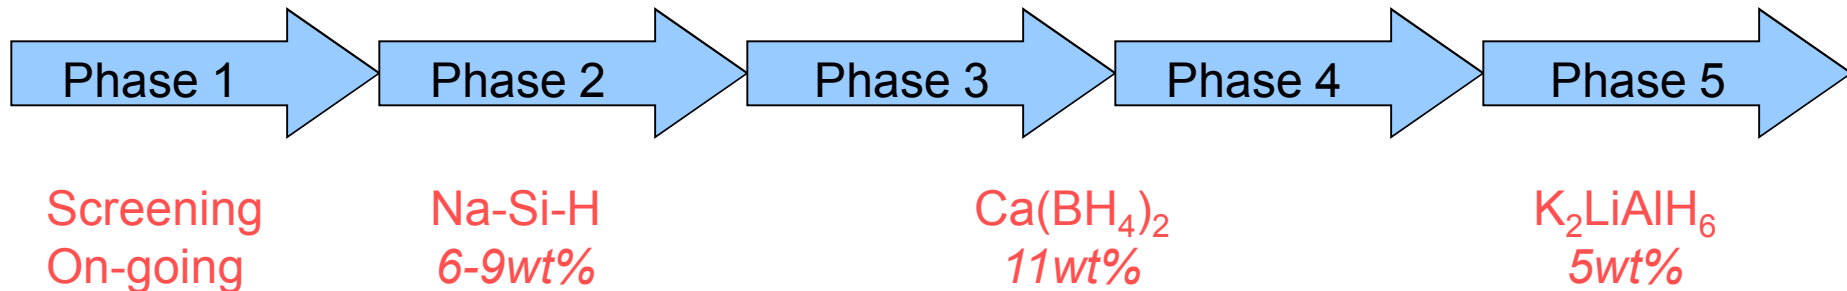 Phase 1 Phase 2 Phase 3 Phase 4 Phase 5
Screening Na-Si-H Ca(BH₄)₂ K₂LiAlH₆
On-going 6-9wt% 11wt% 5wt%